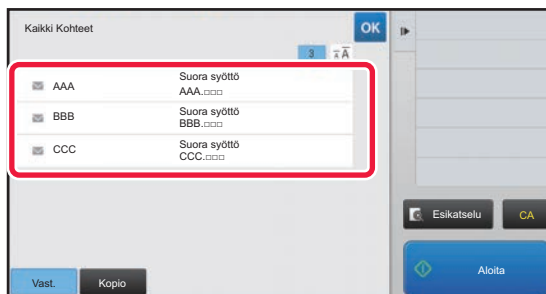 Kaikki Kohteet
OK
3
AAA
Suora syöttö
AAA.□□□
BBB
Suora syöttö
BBB.□□□
CCC
Suora syöttö
CCC.□□□
Esikatselu
CA
Vast.
Kopio
Aloita